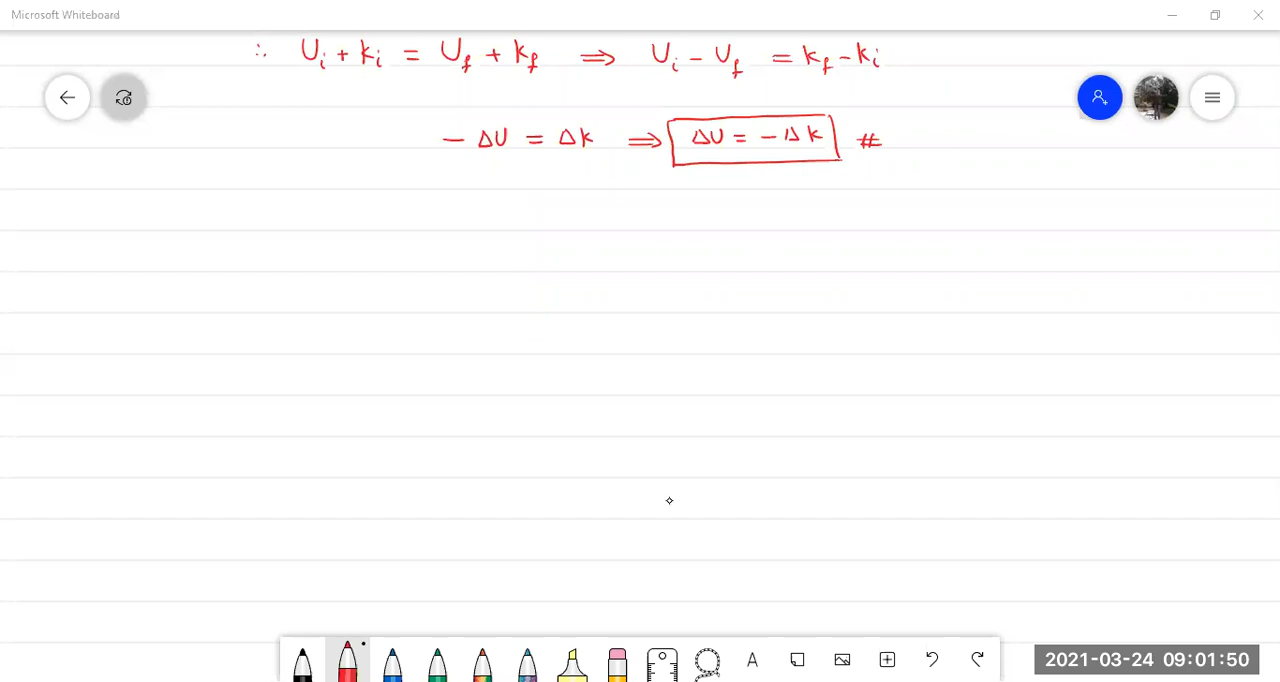 Microsoft Whiteboard
∴ Ui + ki = Uf + kf ⟹ Ui − Uf = kf − ki
− ΔU = Δk ⟹ ΔU = − Δk #
A
2021-03-24 09:01:50